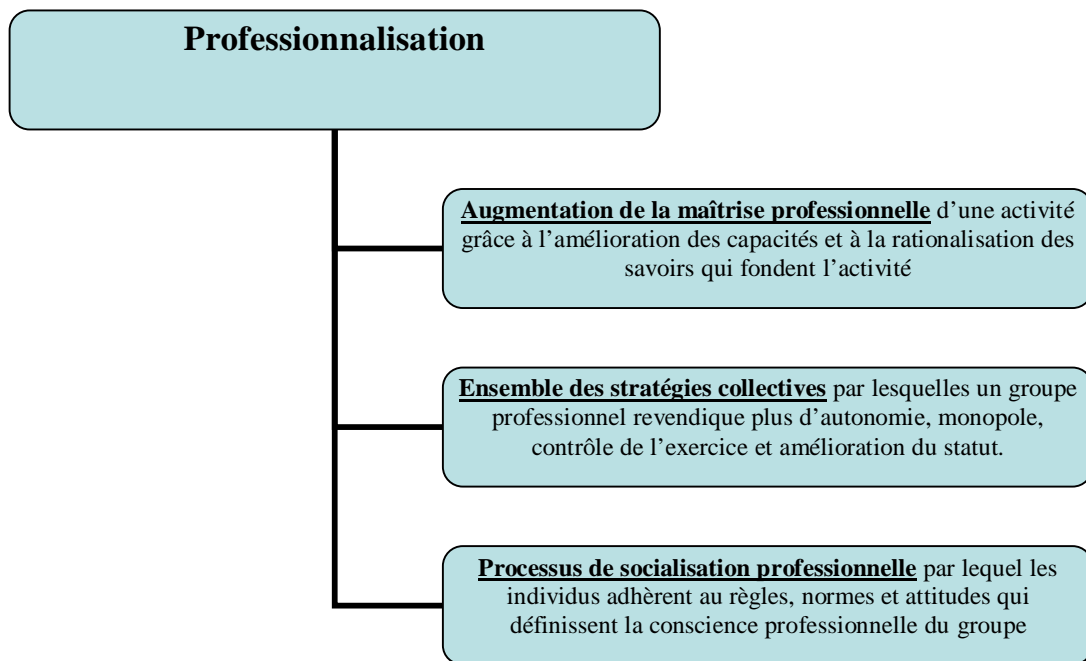 Professionnalisation
Augmentation de la maîtrise professionnelle d’une activité
grâce à l’amélioration des capacités et à la rationalisation des
savoirs qui fondent l’activité
Ensemble des stratégies collectives par lesquelles un groupe
professionnel revendique plus d’autonomie, monopole,
contrôle de l’exercice et amélioration du statut.
Processus de socialisation professionnelle par lequel les
individus adhèrent au règles, normes et attitudes qui
définissent la conscience professionnelle du groupe